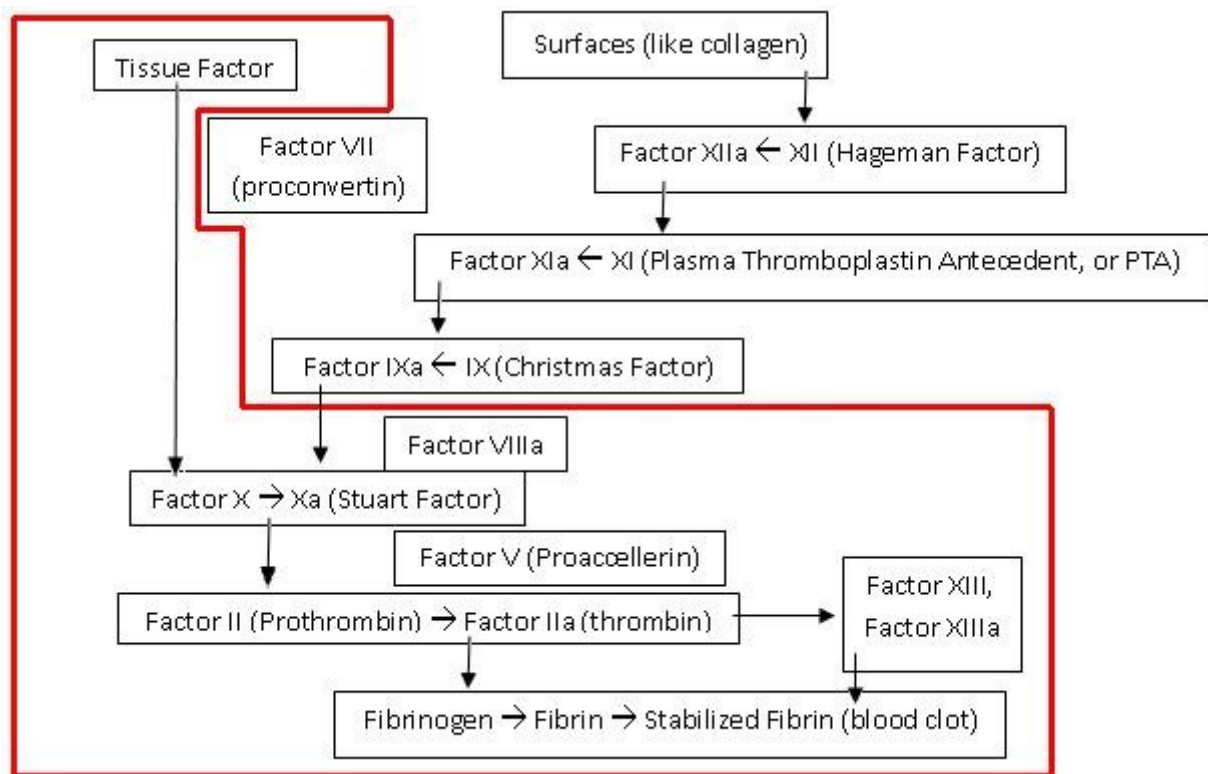 Tissue Factor
Surfaces (like collagen)
Factor VII
(proconvertin)
Factor XIIa ← XII (Hageman Factor)
Factor XIa ← XI (Plasma Thromboplastin Antecedent, or PTA)
Factor IXa ← IX (Christmas Factor)
Factor VIIIa
Factor X → Xa (Stuart Factor)
Factor V (Proaccellerin)
Factor II (Prothrombin) → Factor IIa (thrombin)
Factor XIII,
Factor XIIIa
Fibrinogen → Fibrin → Stabilized Fibrin (blood clot)